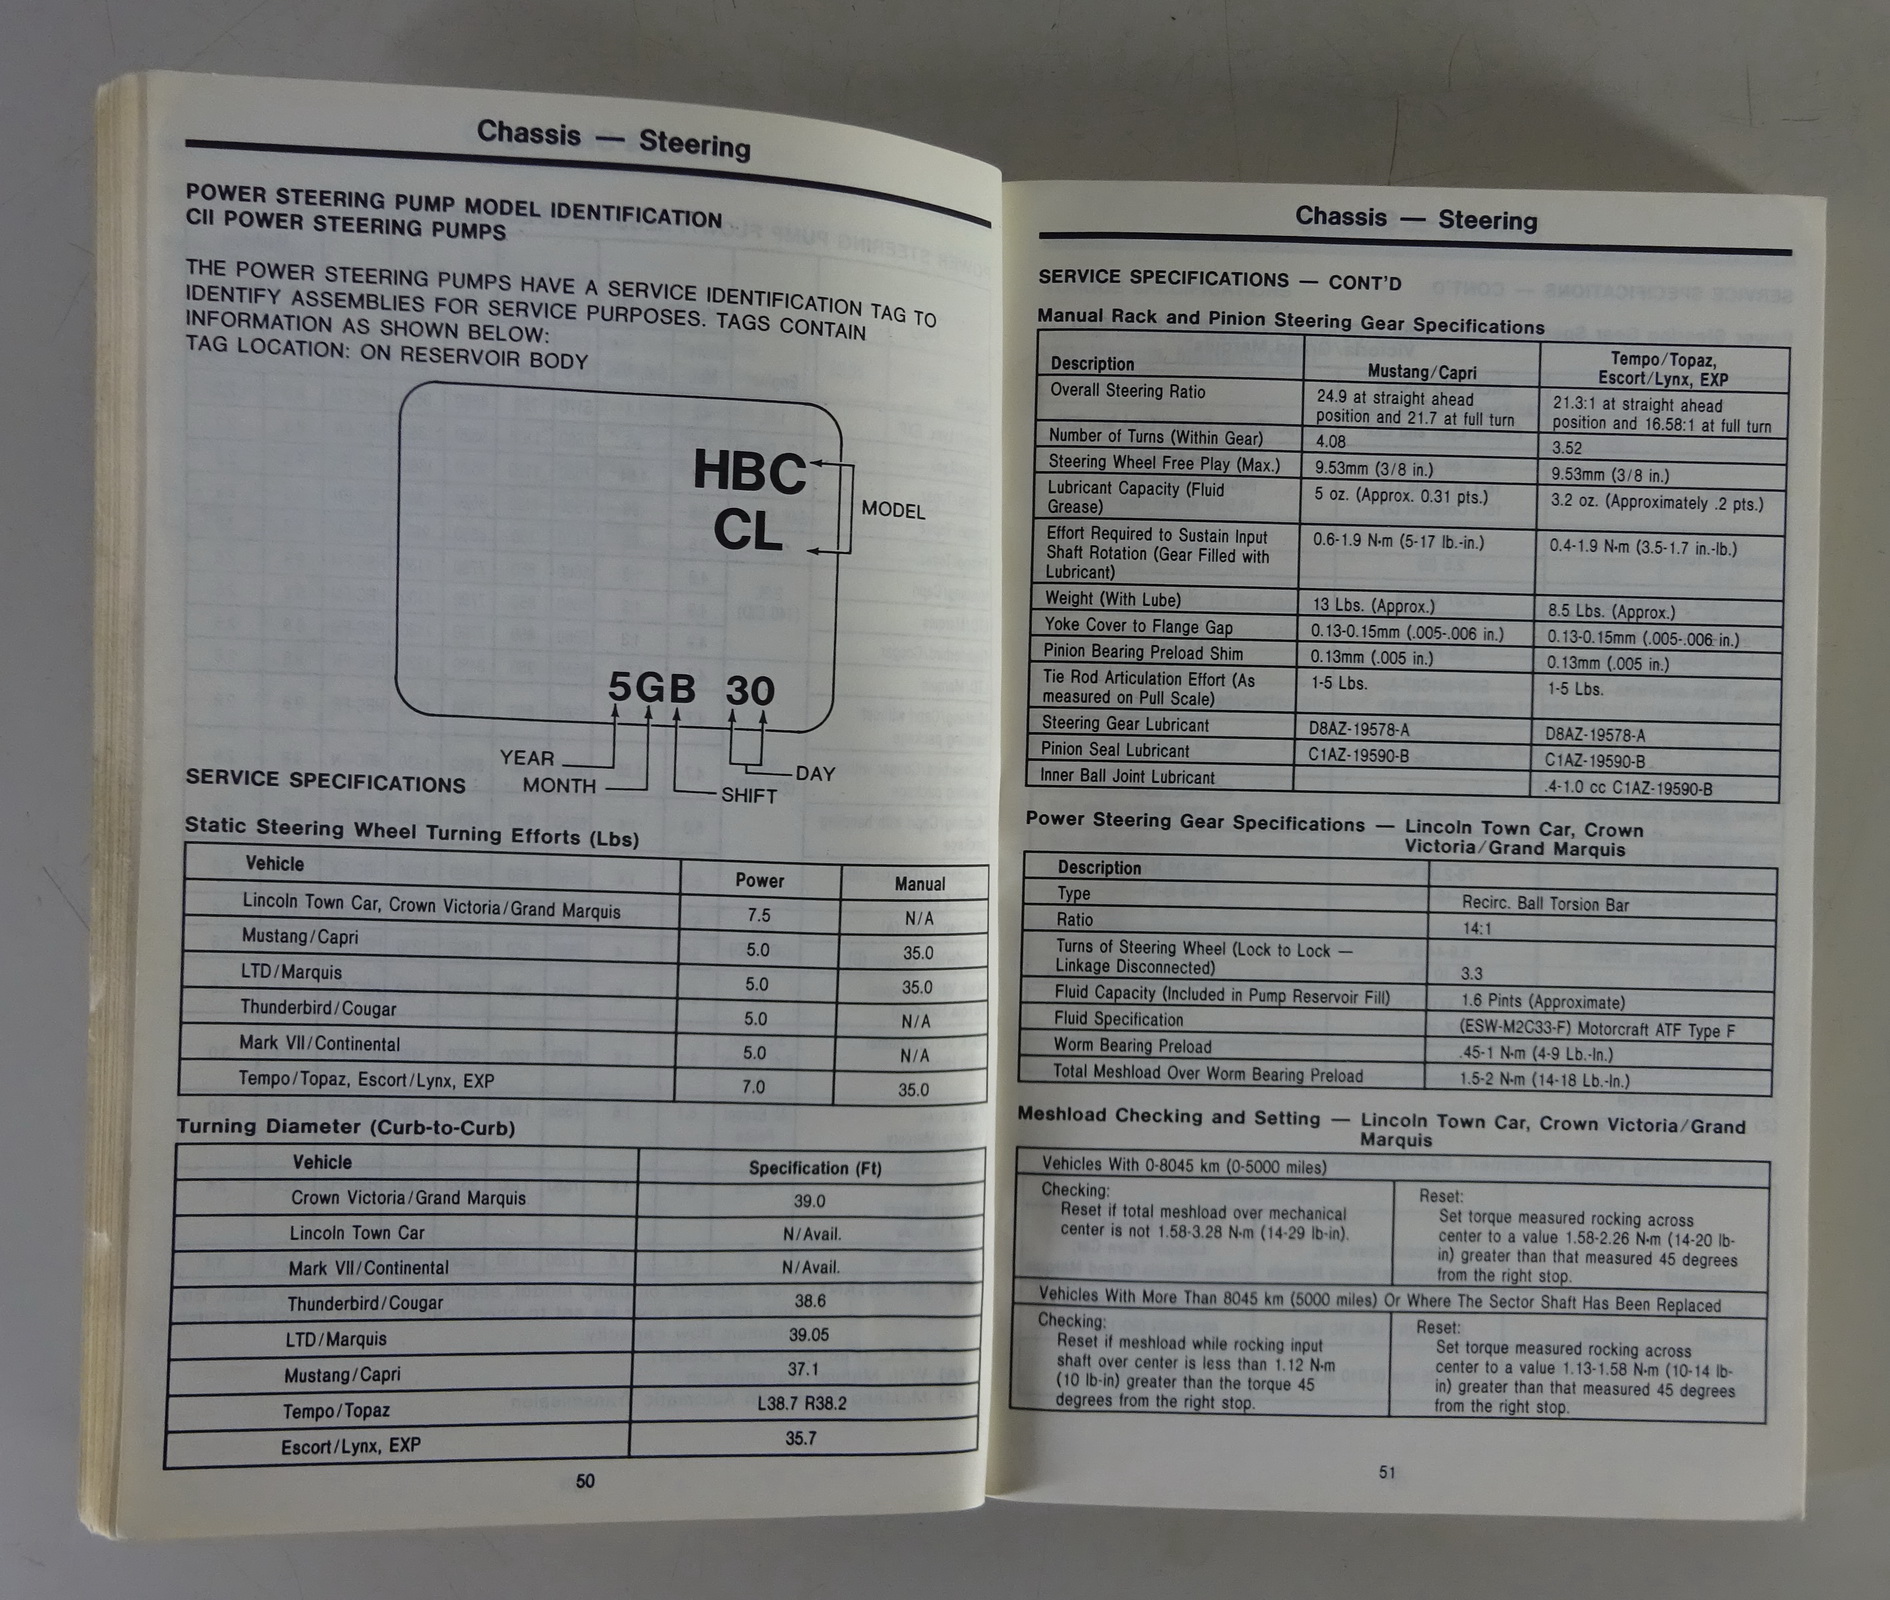 Chassis — Steering
POWER STEERING PUMP MODEL IDENTIFICATION
CII POWER STEERING PUMPS
THE POWER STEERING PUMPS HAVE A SERVICE IDENTIFICATION TAG TO
IDENTIFY ASSEMBLIES FOR SERVICE PURPOSES. TAGS CONTAIN
INFORMATION AS SHOWN BELOW:
TAG LOCATION: ON RESERVOIR BODY
HBC
CL
MODEL
5GB 30
YEAR
MONTH
SHIFT
DAY
SERVICE SPECIFICATIONS
Static Steering Wheel Turning Efforts (Lbs)
Vehicle Power Manual
Lincoln Town Car, Crown Victoria/Grand Marquis 7.5 N/A
Mustang/Capri 5.0 35.0
LTD/Marquis 5.0 35.0
Thunderbird/Cougar 5.0 N/A
Mark VII/Continental 5.0 N/A
Tempo/Topaz, Escort/Lynx, EXP 7.0 35.0
Turning Diameter (Curb-to-Curb)
Vehicle Specification (Ft)
Crown Victoria/Grand Marquis 39.0
Lincoln Town Car N/Avail.
Mark VII/Continental N/Avail.
Thunderbird/Cougar 38.6
LTD/Marquis 39.05
Mustang/Capri 37.1
Tempo/Topaz L38.7 R38.2
Escort/Lynx, EXP 35.7
50
Chassis — Steering
SERVICE SPECIFICATIONS — CONT'D
Manual Rack and Pinion Steering Gear Specifications
Description Mustang/Capri Tempo/Topaz,
Escort/Lynx, EXP
Overall Steering Ratio 24.9 at straight ahead 21.3:1 at straight ahead
position and 21.7 at full turn position and 16.58:1 at full turn
Number of Turns (Within Gear) 4.08 3.52
Steering Wheel Free Play (Max.) 9.53mm (3/8 in.) 9.53mm (3/8 in.)
Lubricant Capacity (Fluid 5 oz. (Approx. 0.31 pts.) 3.2 oz. (Approximately .2 pts.)
Grease)
Effort Required to Sustain Input 0.6-1.9 N·m (5-17 lb.-in.) 0.4-1.9 N·m (3.5-1.7 in.-lb.)
Shaft Rotation (Gear Filled with
Lubricant)
Weight (With Lube) 13 Lbs. (Approx.) 8.5 Lbs. (Approx.)
Yoke Cover to Flange Gap 0.13-0.15mm (.005-.006 in.) 0.13-0.15mm (.005-.006 in.)
Pinion Bearing Preload Shim 0.13mm (.005 in.) 0.13mm (.005 in.)
Tie Rod Articulation Effort (As 1-5 Lbs. 1-5 Lbs.
measured on Pull Scale)
Steering Gear Lubricant D8AZ-19578-A D8AZ-19578-A
Pinion Seal Lubricant C1AZ-19590-B C1AZ-19590-B
Inner Ball Joint Lubricant .4-1.0 cc C1AZ-19590-B
Power Steering Gear Specifications — Lincoln Town Car, Crown
Victoria/Grand Marquis
Description
Type Recirc. Ball Torsion Bar
Ratio 14:1
Turns of Steering Wheel (Lock to Lock —
Linkage Disconnected) 3.3
Fluid Capacity (Included in Pump Reservoir Fill) 1.6 Pints (Approximate)
Fluid Specification (ESW-M2C33-F) Motorcraft ATF Type F
Worm Bearing Preload .45-1 N·m (4-9 Lb.-In.)
Total Meshload Over Worm Bearing Preload 1.5-2 N·m (14-18 Lb.-In.)
Meshload Checking and Setting — Lincoln Town Car, Crown Victoria/Grand
Marquis
Vehicles With 0-8045 km (0-5000 miles)
Checking:
Reset if total meshload over mechanical
center is not 1.58-3.28 N·m (14-29 lb-in).
Reset:
Set torque measured rocking across
center to a value 1.58-2.26 N·m (14-20 lb-
in) greater than that measured 45 degrees
from the right stop.
Vehicles With More Than 8045 km (5000 miles) Or Where The Sector Shaft Has Been Replaced
Checking:
Reset if meshload while rocking input
shaft over center is less than 1.12 N·m
(10 lb-in) greater than the torque 45
degrees from the right stop.
Reset:
Set torque measured rocking across
center to a value 1.13-1.58 N·m (10-14 lb-
in) greater than that measured 45 degrees
from the right stop.
51